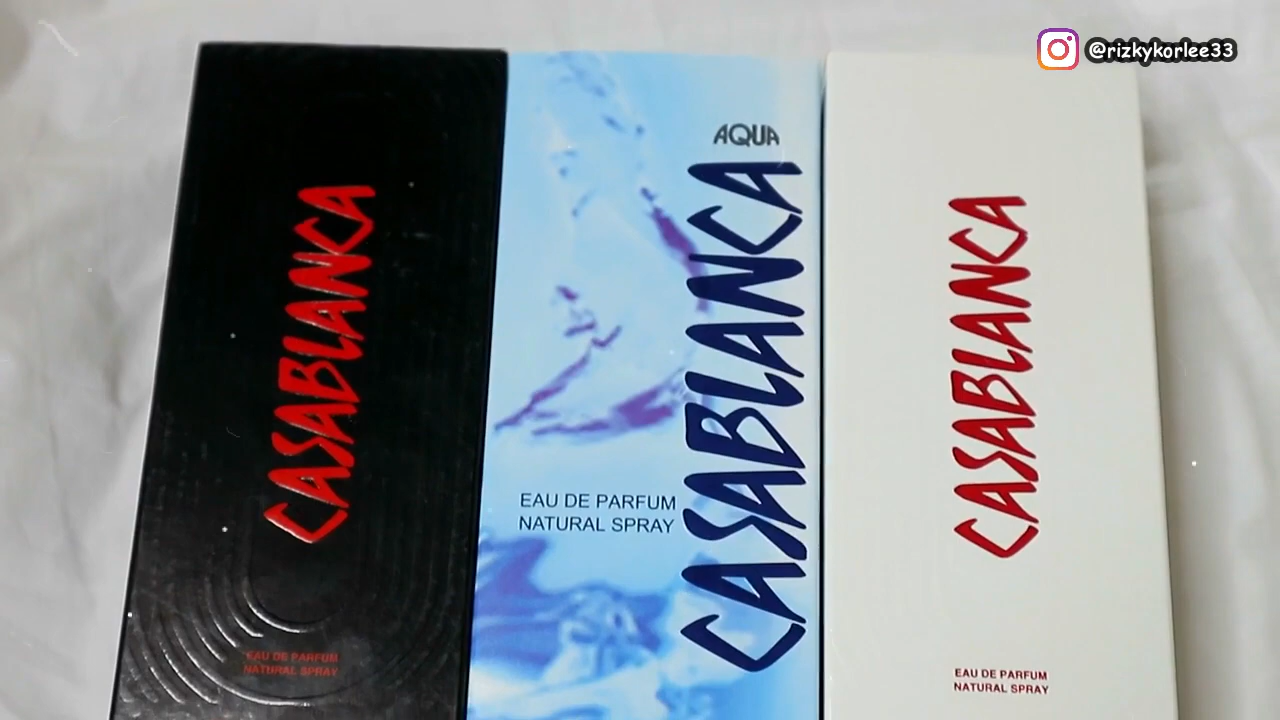 @rizkykorlee33
CASABLANCA
EAU DE PARFUM
NATURAL SPRAY
AQUA
CASABLANCA
EAU DE PARFUM
NATURAL SPRAY
CASABLANCA
EAU DE PARFUM
NATURAL SPRAY